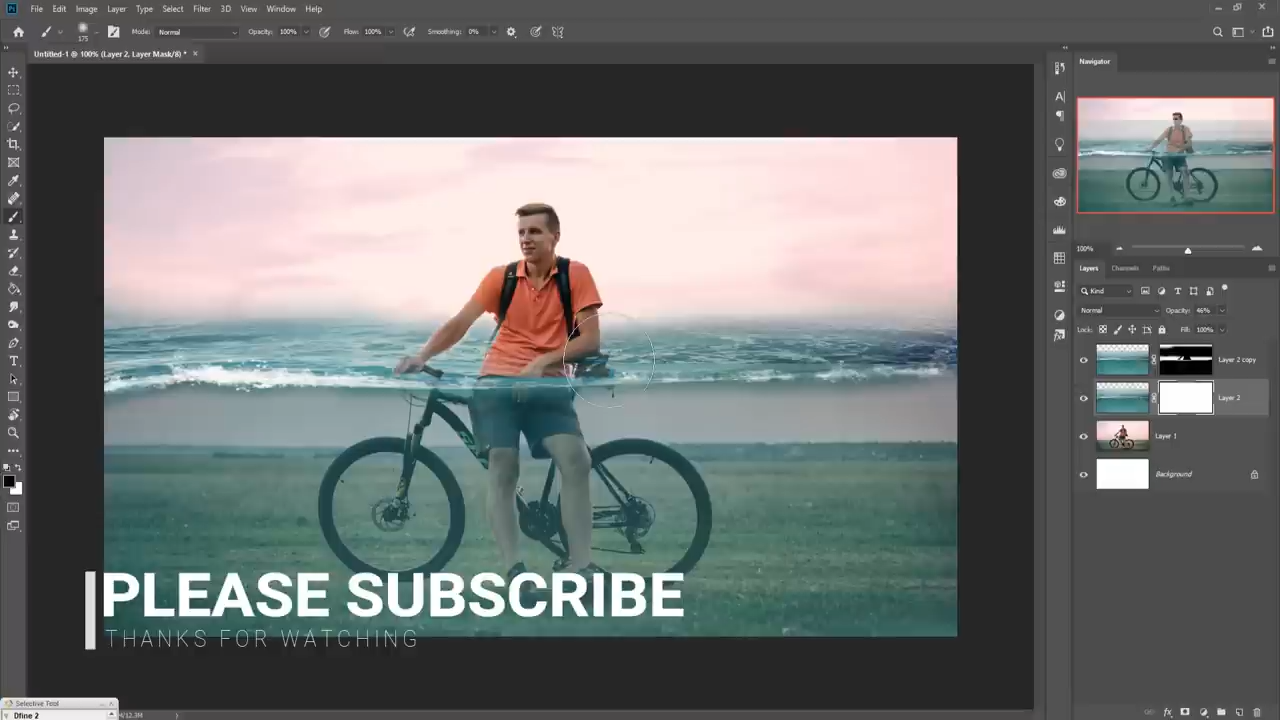 File Edit Image Layer Type Select Filter 3D View Window Help
175 Mode: Normal Opacity: 100% Flow: 100% Smoothing: 0%
Untitled-1 @ 100% (Layer 2, Layer Mask/8) * ×
Navigator
100%
Layers Channels Paths
Kind
Normal Opacity: 46%
Lock: Fill: 100%
Layer 2 copy
Layer 2
Layer 1
Background
PLEASE SUBSCRIBE
THANKS FOR WATCHING
Selective Tool
Dfine 2